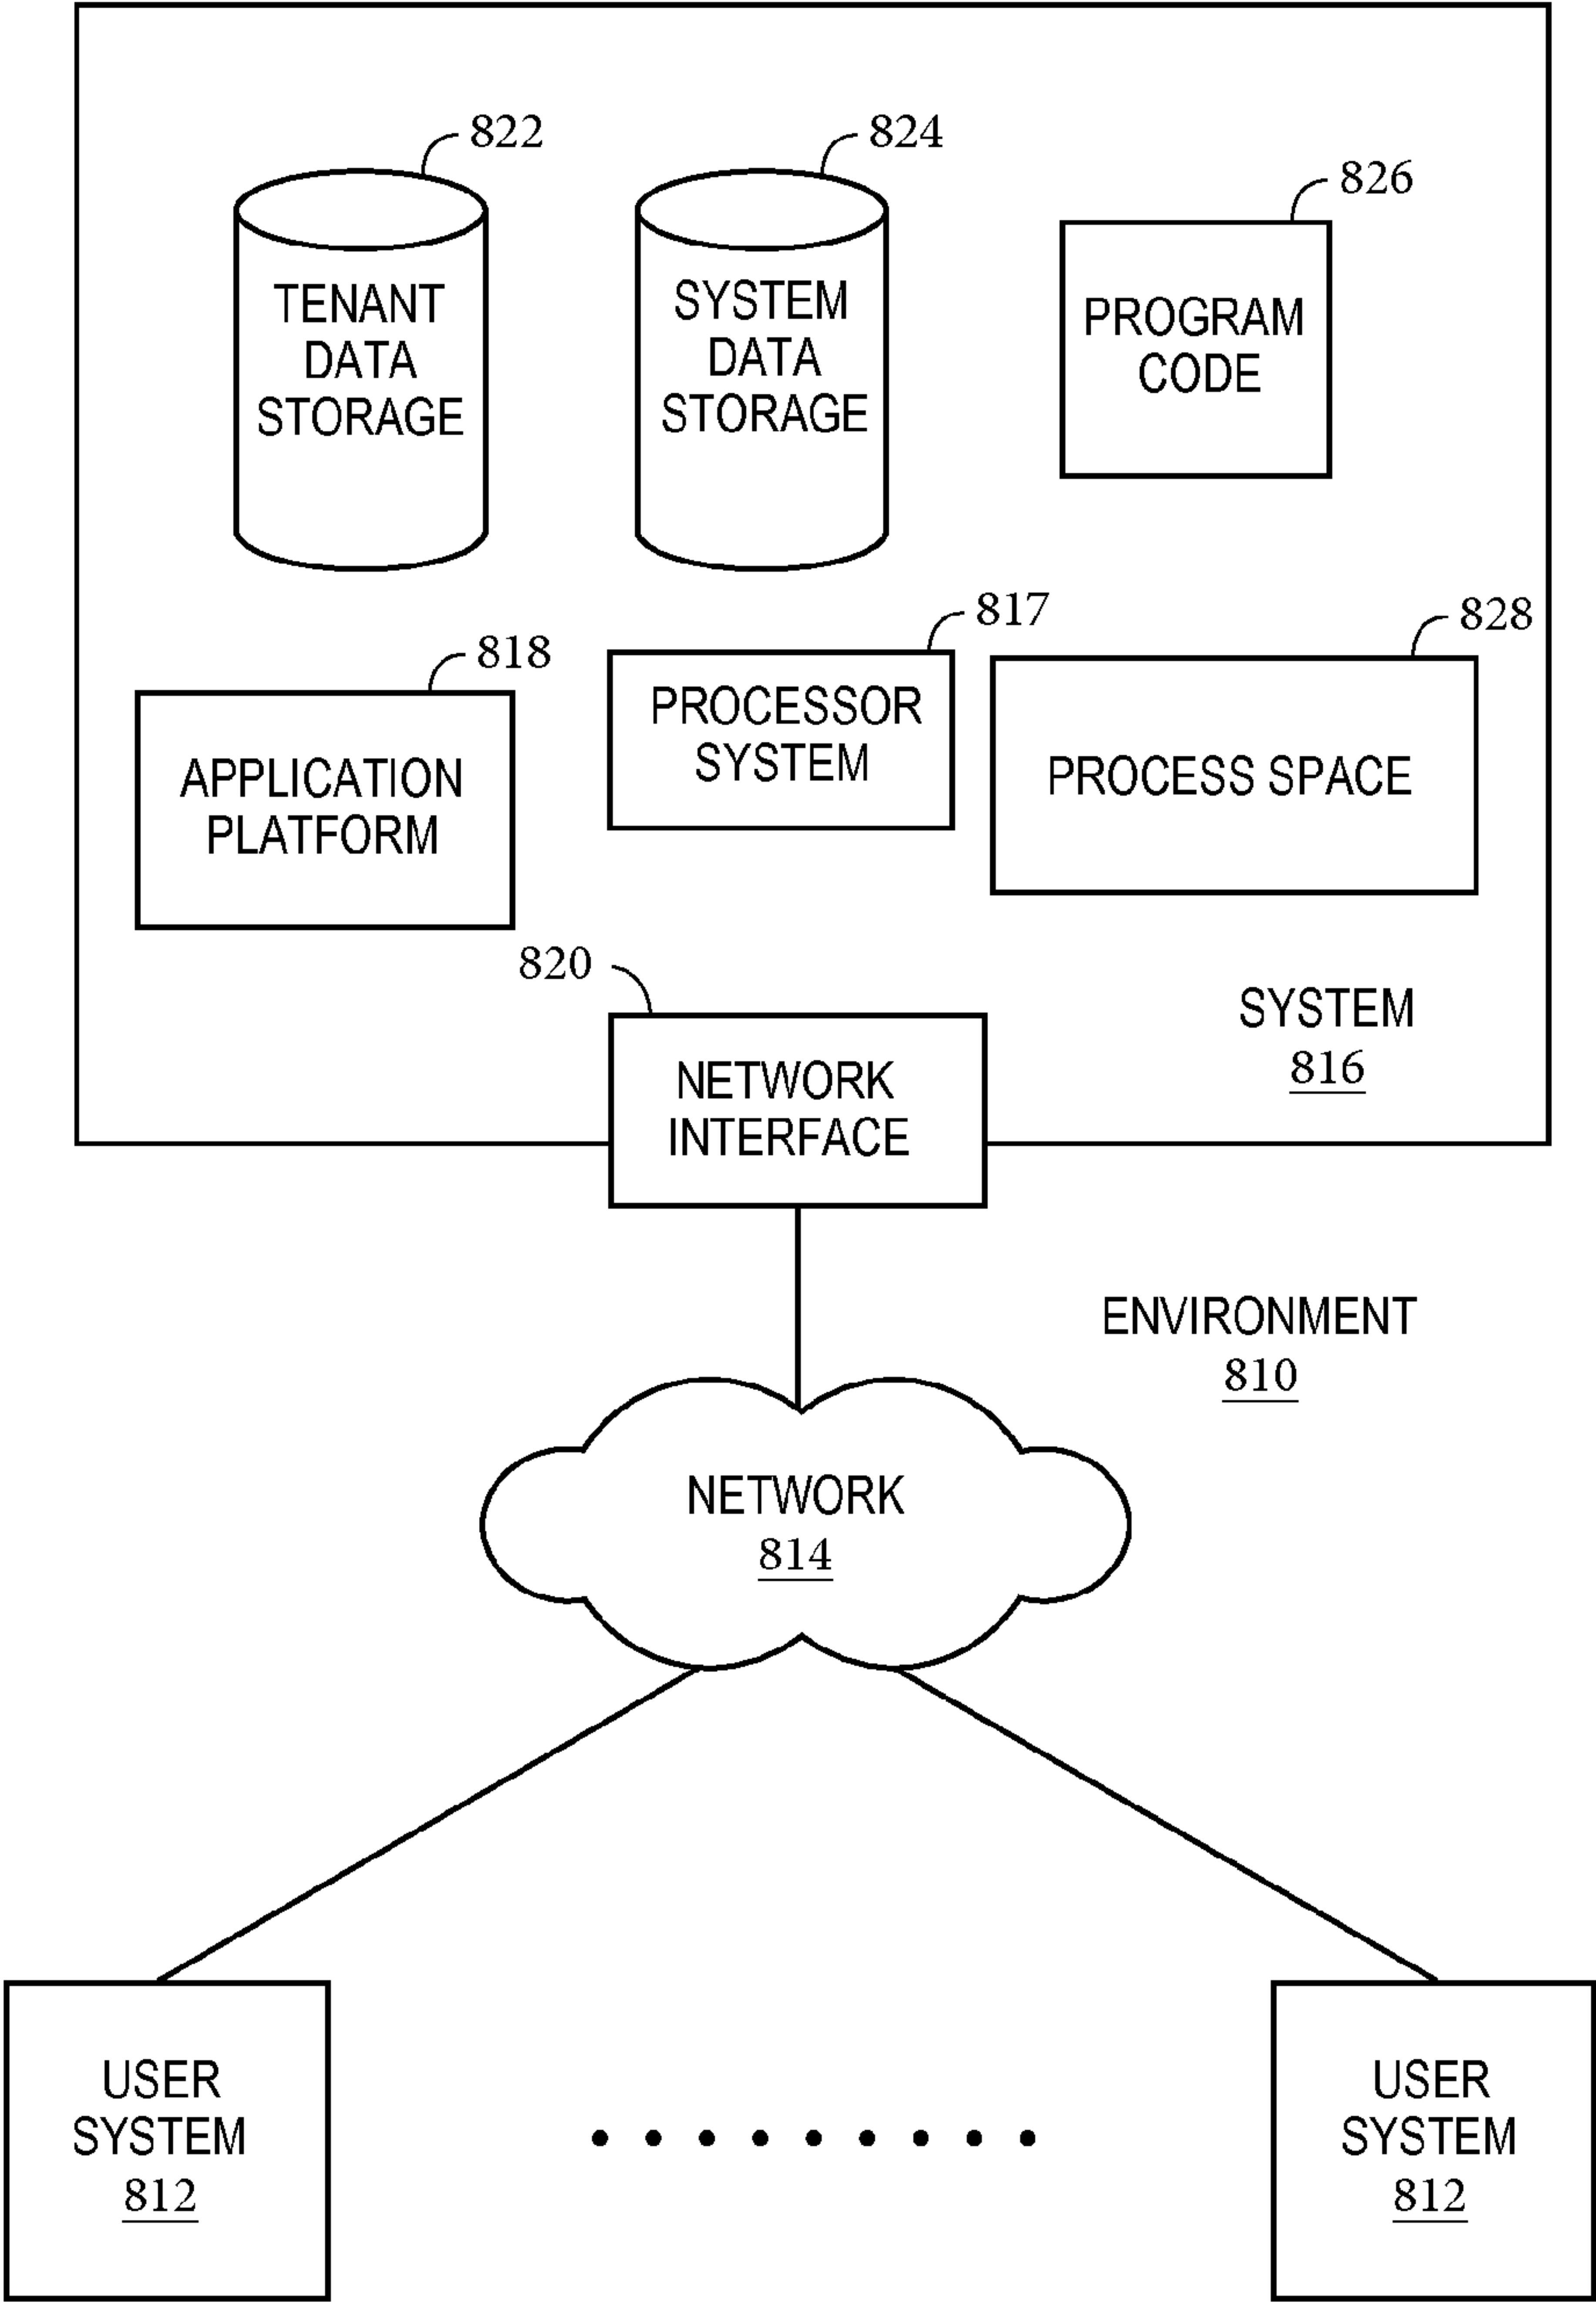 822
824
826
TENANT
DATA
STORAGE
SYSTEM
DATA
STORAGE
PROGRAM
CODE
818
817
828
APPLICATION
PLATFORM
PROCESSOR
SYSTEM
PROCESS SPACE
820
NETWORK
INTERFACE
SYSTEM
816
ENVIRONMENT
810
NETWORK
814
USER
SYSTEM
812
USER
SYSTEM
812